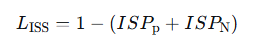 L_ISS = 1 − (ISP_p + ISP_N)